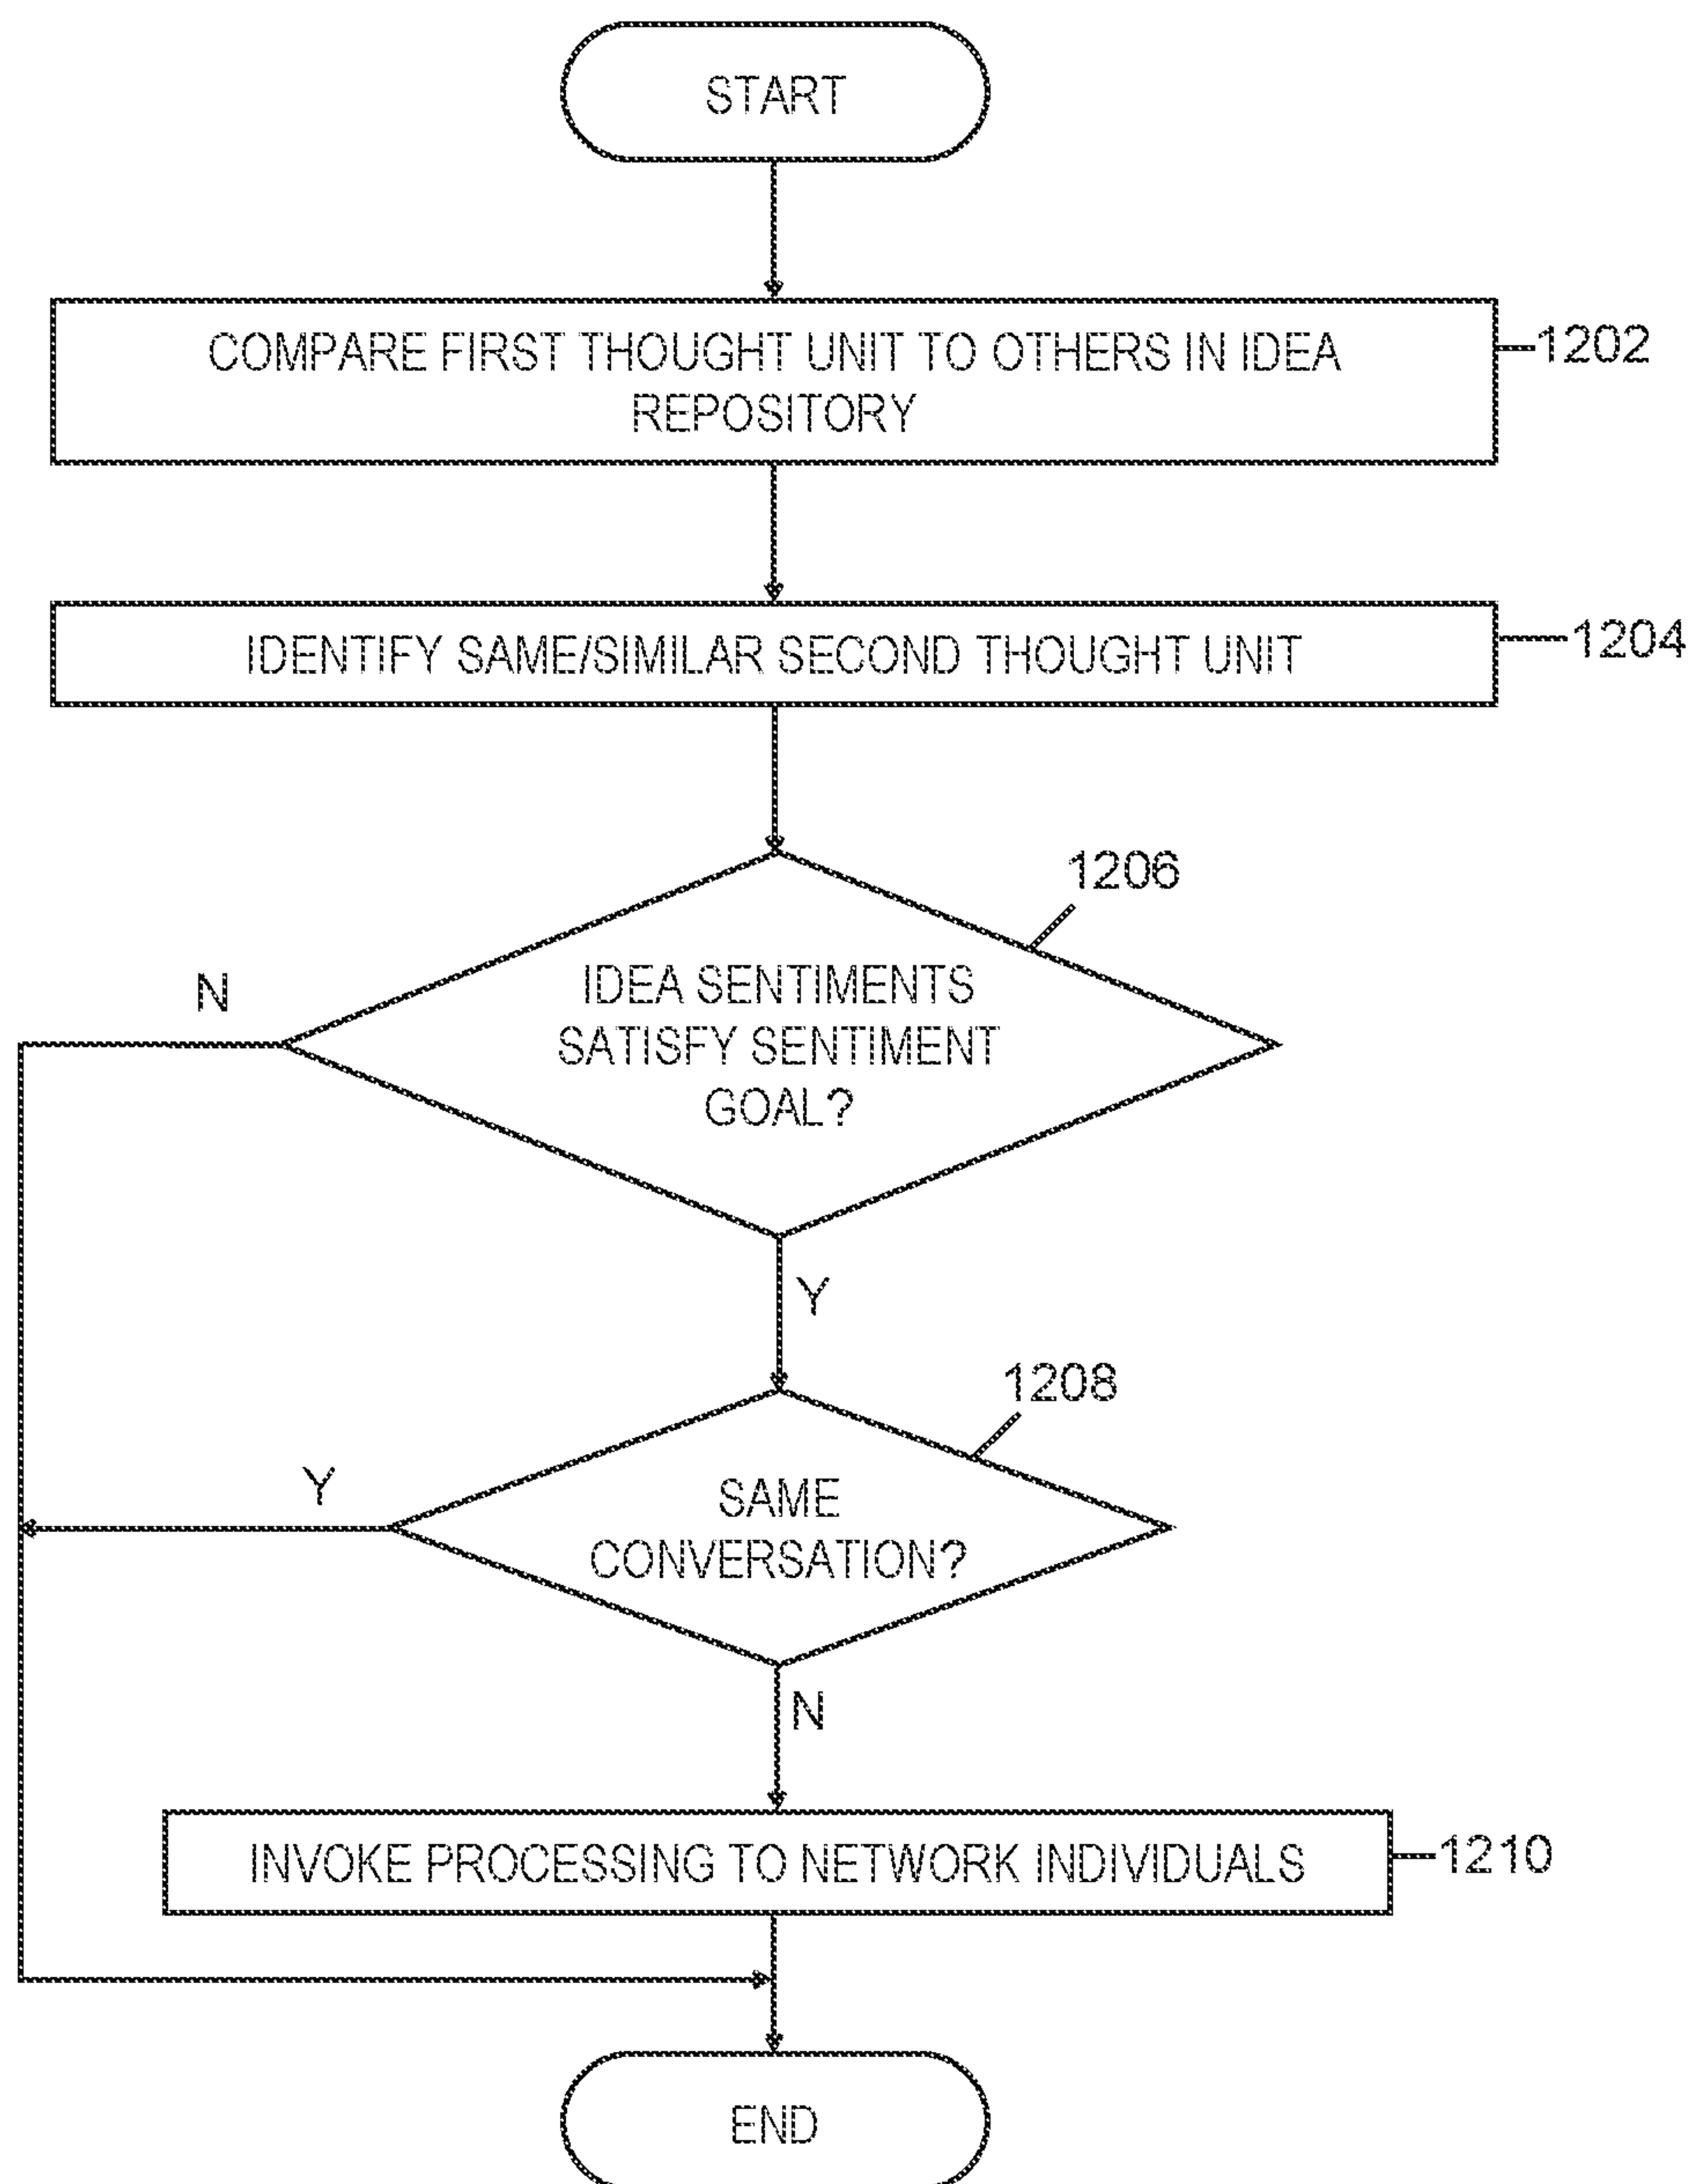 START
COMPARE FIRST THOUGHT UNIT TO OTHERS IN IDEA
REPOSITORY
1202
IDENTIFY SAME/SIMILAR SECOND THOUGHT UNIT
1204
1206
IDEA SENTIMENTS
SATISFY SENTIMENT
GOAL?
N
Y
1208
SAME
CONVERSATION?
Y
N
INVOKE PROCESSING TO NETWORK INDIVIDUALS
1210
END